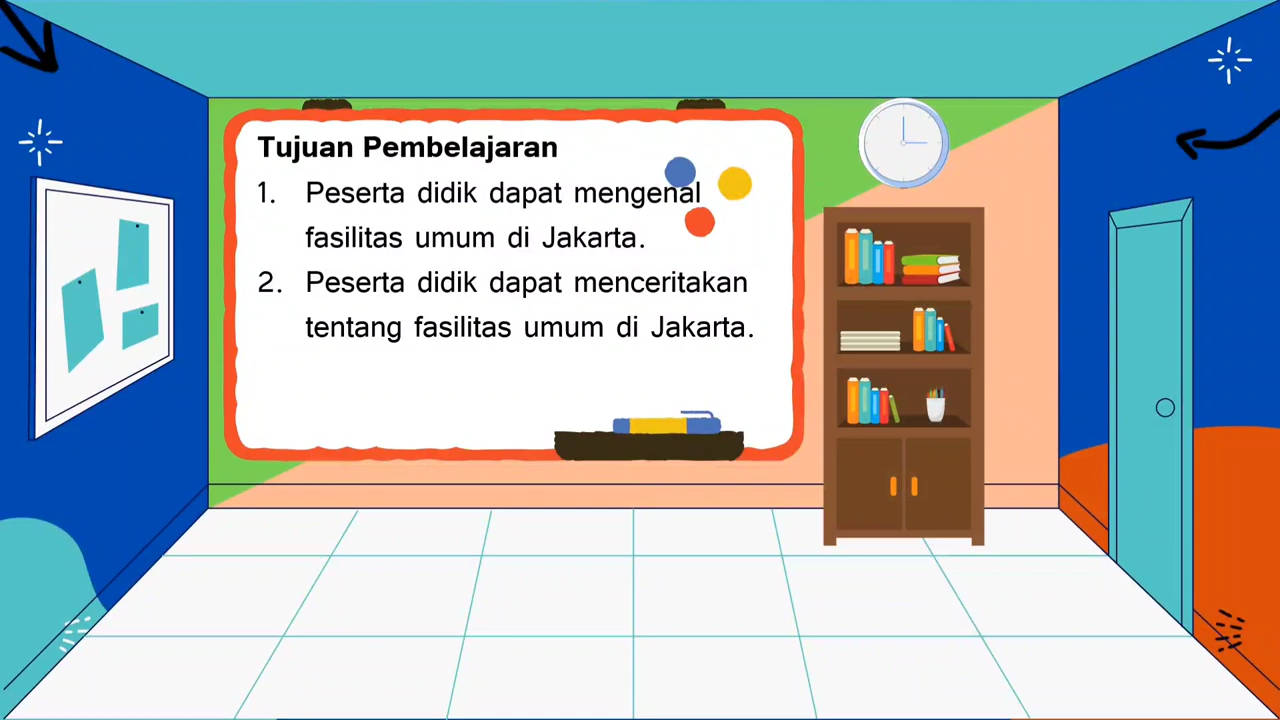 Tujuan Pembelajaran
1. Peserta didik dapat mengenal
fasilitas umum di Jakarta.
2. Peserta didik dapat menceritakan
tentang fasilitas umum di Jakarta.